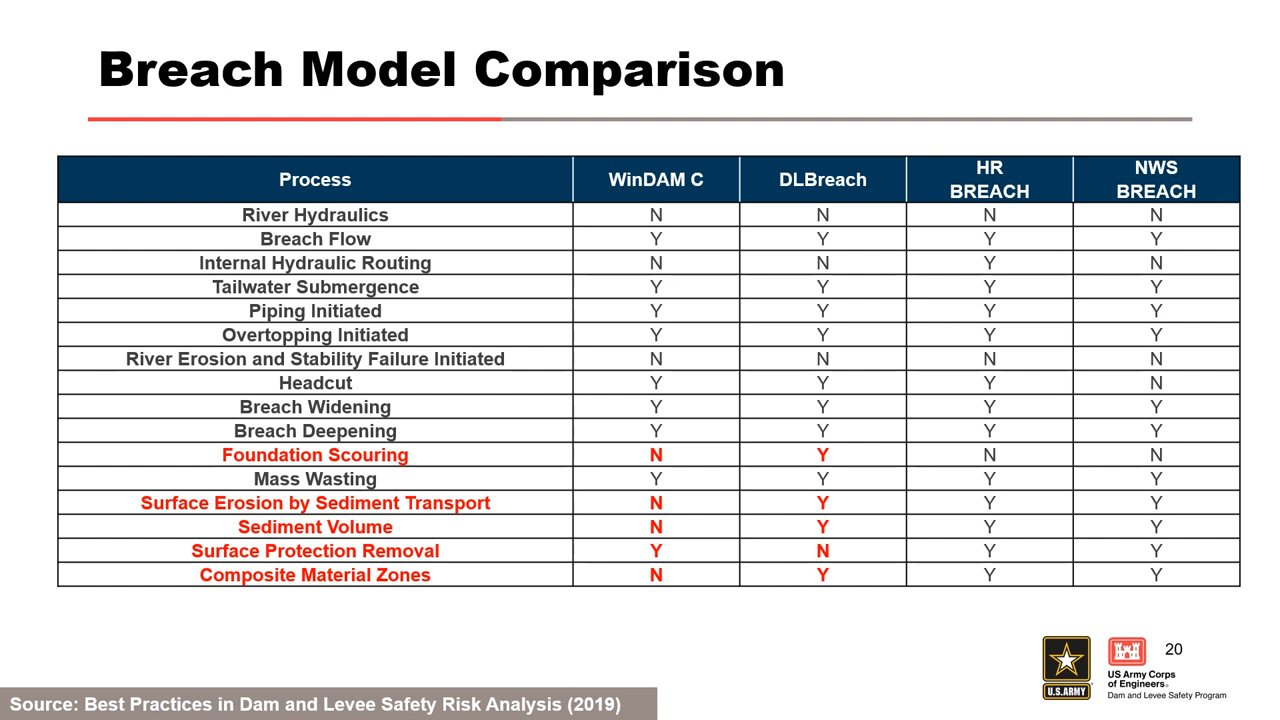 Breach Model Comparison
Process WinDAM C DLBreach HR BREACH NWS BREACH
River Hydraulics N N N N
Breach Flow Y Y Y Y
Internal Hydraulic Routing N N Y N
Tailwater Submergence Y Y Y Y
Piping Initiated Y Y Y Y
Overtopping Initiated Y Y Y Y
River Erosion and Stability Failure Initiated N N N N
Headcut Y Y Y N
Breach Widening Y Y Y Y
Breach Deepening Y Y Y Y
Foundation Scouring N Y N N
Mass Wasting Y Y Y Y
Surface Erosion by Sediment Transport N Y Y Y
Sediment Volume N Y Y Y
Surface Protection Removal Y N Y Y
Composite Material Zones N Y Y Y
20
U.S.ARMY
US Army Corps
of Engineers®
Dam and Levee Safety Program
Source: Best Practices in Dam and Levee Safety Risk Analysis (2019)